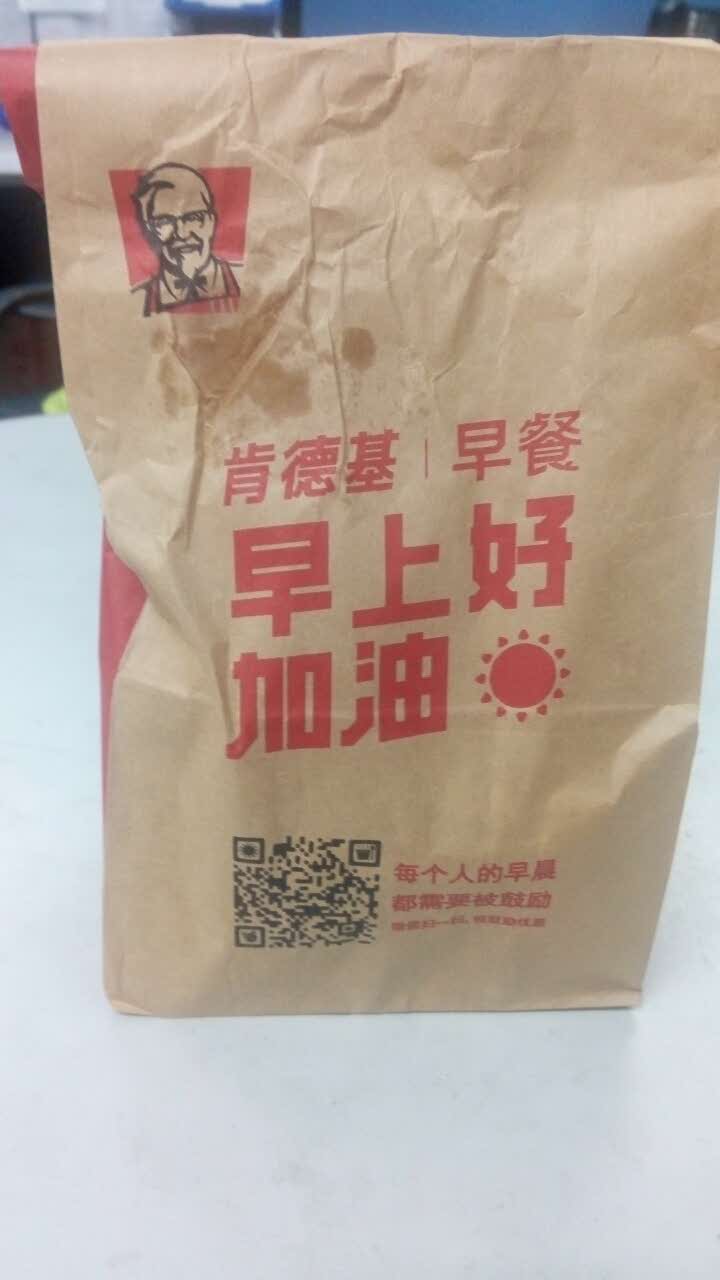 肯德基 | 早餐
早上好
加油
每个人的早晨
都需要被鼓励